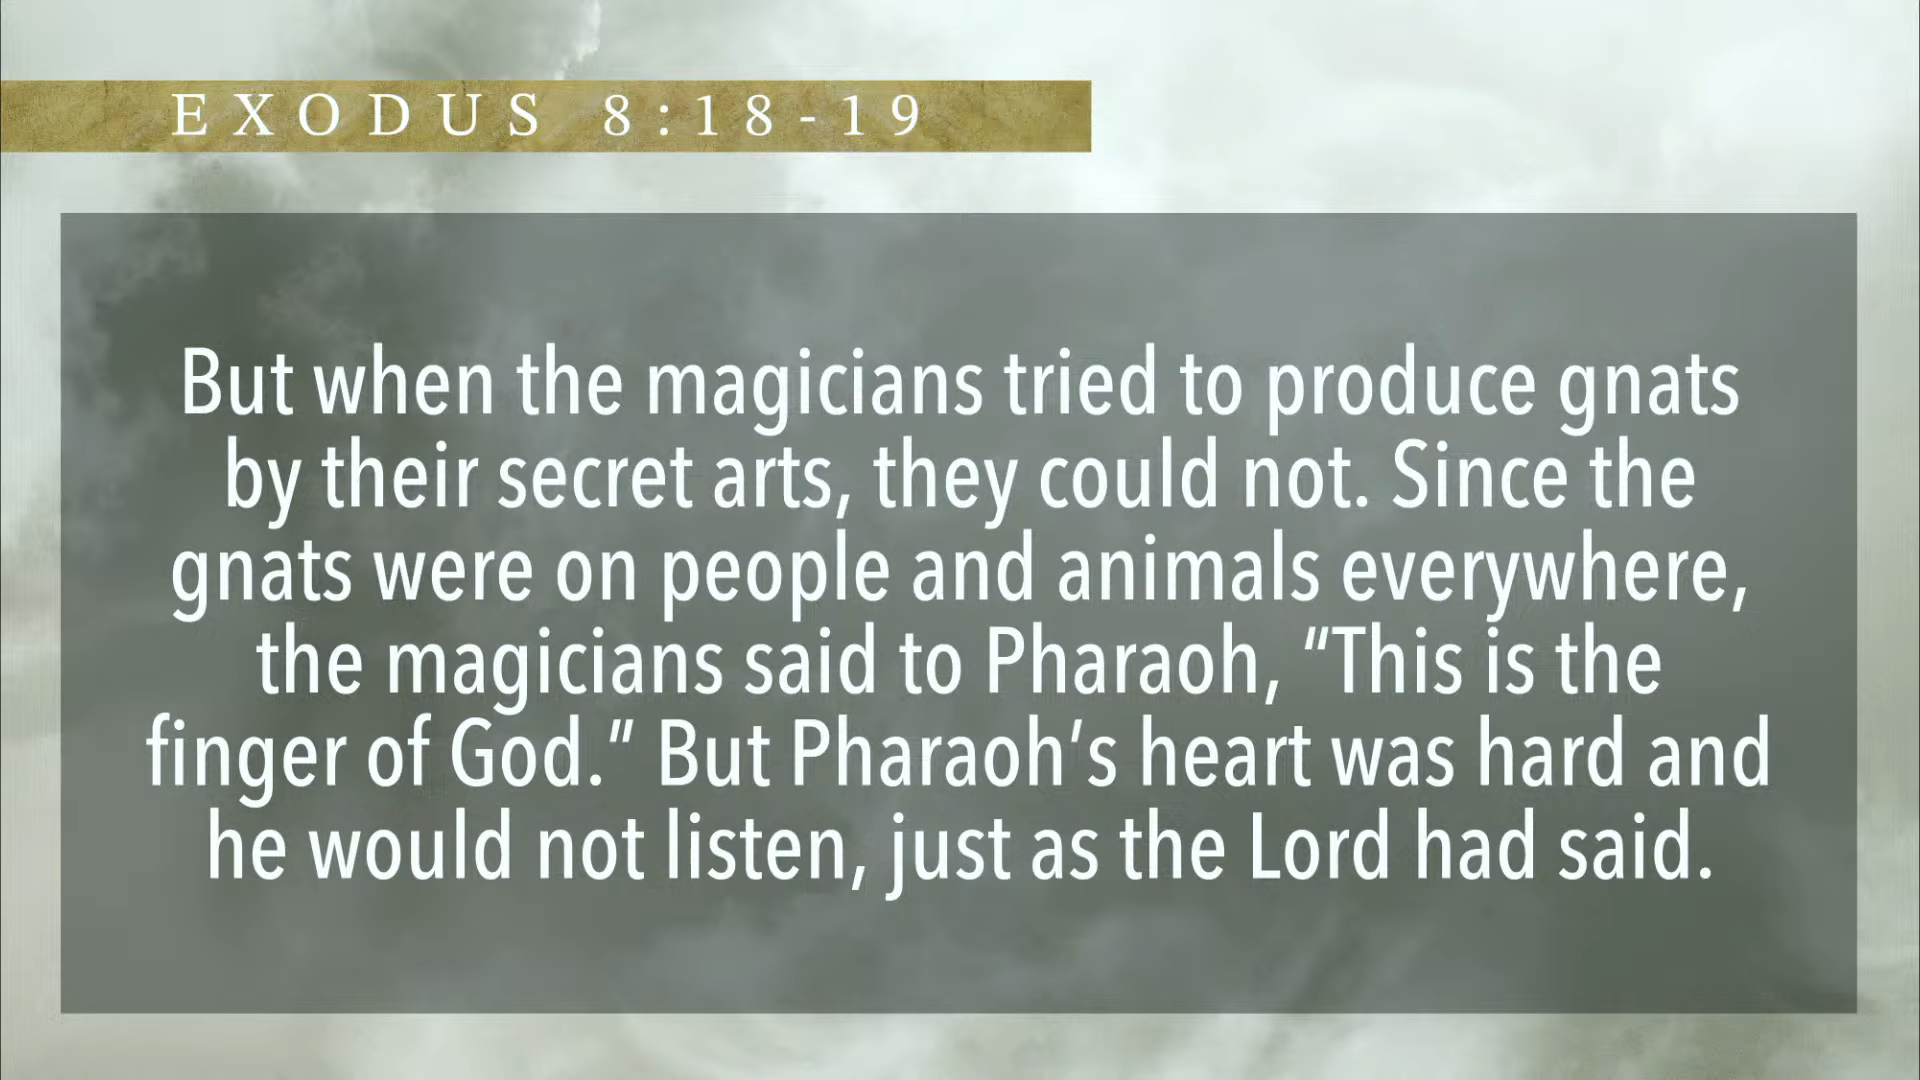 EXODUS 8:18-19
But when the magicians tried to produce gnats
by their secret arts, they could not. Since the
gnats were on people and animals everywhere,
the magicians said to Pharaoh, “This is the
finger of God.” But Pharaoh’s heart was hard and
he would not listen, just as the Lord had said.